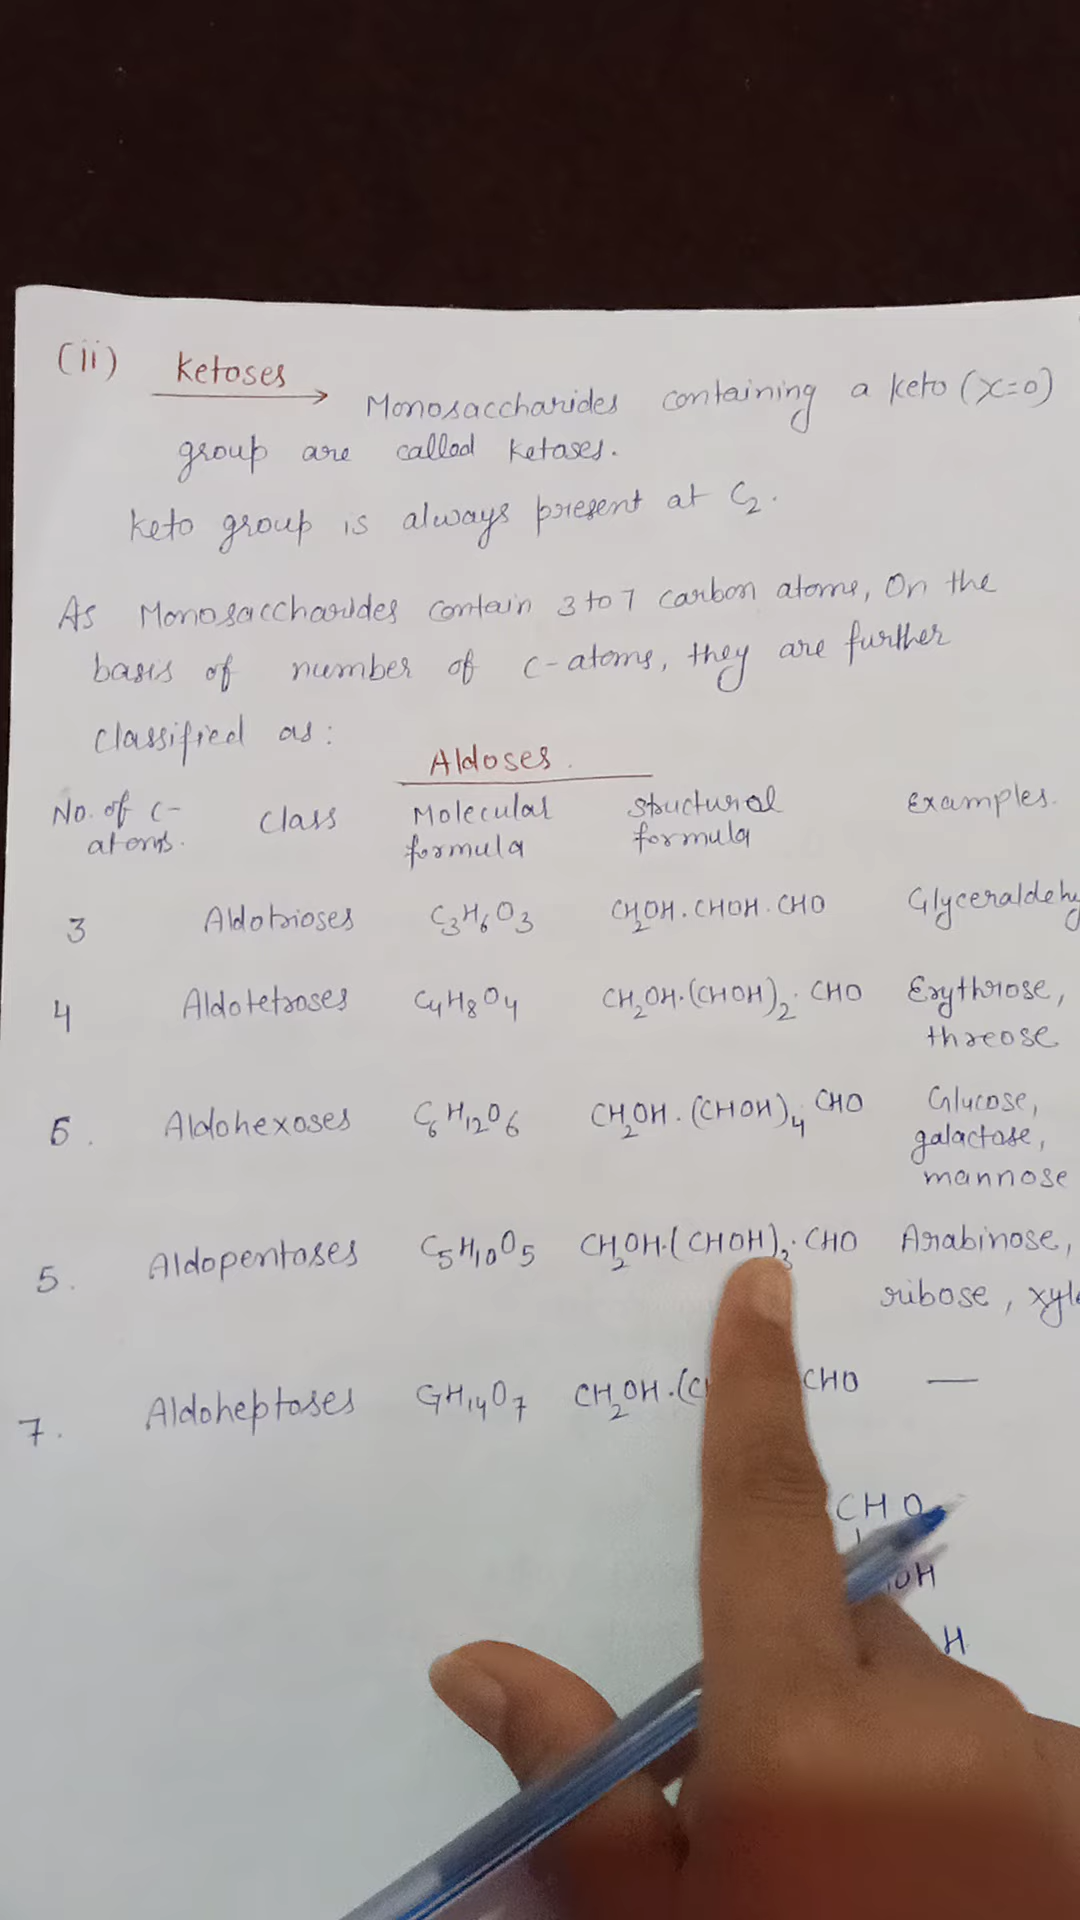 (ii) Ketoses
Monosaccharides containing a keto (>C=O)
group are called ketoses.
Keto group is always present at C₂.
As Monosaccharides contain 3 to 7 carbon atoms, On the
basis of number of C-atoms, they are further
classified as:
Aldoses.
No. of C-atoms. Class Molecular formula Structural formula Examples.
3 Aldotrioses C₃H₆O₃ CH₂OH.CHOH.CHO Glyceraldehy
4 Aldotetroses C₄H₈O₄ CH₂OH.(CHOH)₂.CHO Erythrose,
threose
6. Aldohexoses C₆H₁₂O₆ CH₂OH.(CHOH)₄ CHO Glucose,
galactose,
mannose
5. Aldopentoses C₅H₁₀O₅ CH₂OH.(CHOH)₃.CHO Arabinose,
ribose, xyl
7. Aldoheptoses C₇H₁₄O₇ CH₂OH.(C CHO —
CHO
OH
H